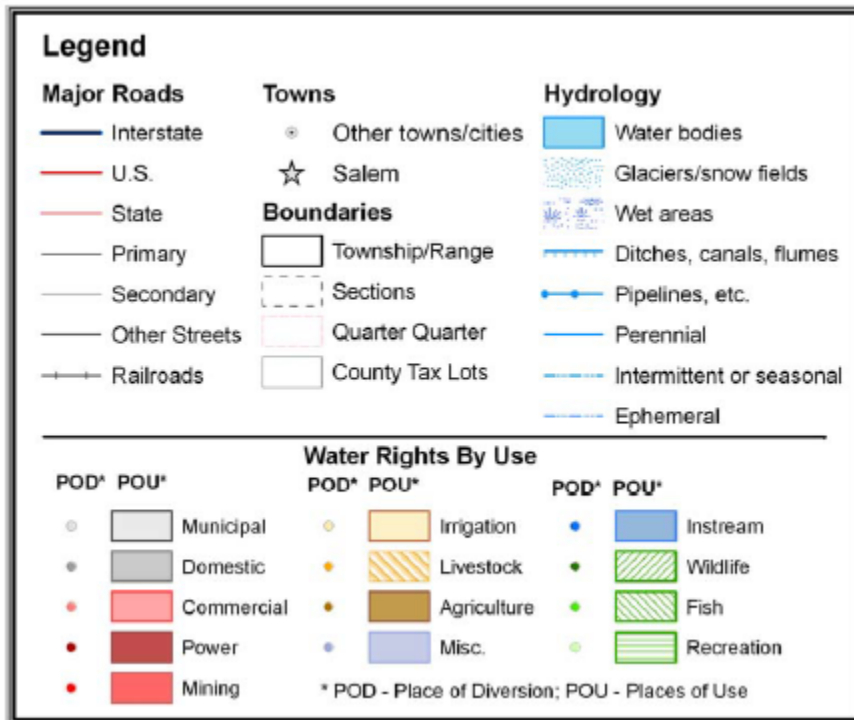 Legend
Major Roads
Interstate
U.S.
State
Primary
Secondary
Other Streets
Railroads
Towns
Other towns/cities
Salem
Boundaries
Township/Range
Sections
Quarter Quarter
County Tax Lots
Hydrology
Water bodies
Glaciers/snow fields
Wet areas
Ditches, canals, flumes
Pipelines, etc.
Perennial
Intermittent or seasonal
Ephemeral
Water Rights By Use
POD* POU*
Municipal
Domestic
Commercial
Power
Mining
POD* POU*
Irrigation
Livestock
Agriculture
Misc.
POD* POU*
Instream
Wildlife
Fish
Recreation
* POD - Place of Diversion; POU - Places of Use